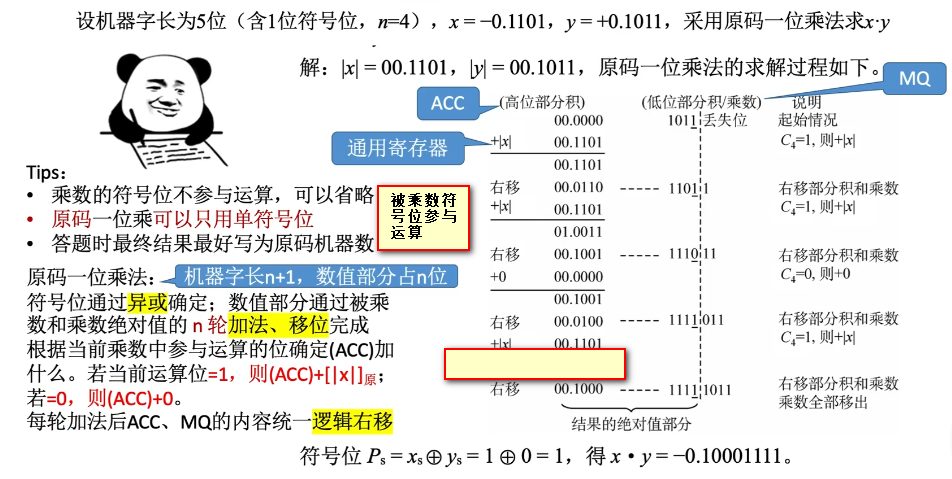 设机器字长为5位（含1位符号位，n=4），x = −0.1101，y = +0.1011，采用原码一位乘法求x·y
解：|x| = 00.1101，|y| = 00.1011，原码一位乘法的求解过程如下。
ACC
MQ
通用寄存器
(高位部分积) (低位部分积/乘数) 说明
00.0000 1011 丢失位 起始情况
+|x| 00.1101 C₄=1, 则+|x|
00.1101
右移 00.0110 1101 1 右移部分积和乘数
+|x| 00.1101 C₄=1, 则+|x|
01.0011
右移 00.1001 1110 11 右移部分积和乘数
+0 00.0000 C₄=0, 则+0
00.1001
右移 00.0100 1111 011 右移部分积和乘数
+|x| 00.1101 C₄=1, 则+|x|
右移 00.1000 1111 1011 右移部分积和乘数
乘数全部移出
结果的绝对值部分
符号位 Pₛ = xₛ ⊕ yₛ = 1 ⊕ 0 = 1，得 x · y = −0.10001111。
Tips：
• 乘数的符号位不参与运算，可以省略
• 原码一位乘可以只用单符号位
• 答题时最终结果最好写为原码机器数
被乘数符
号位参与
运算
原码一位乘法：
机器字长n+1，数值部分占n位
符号位通过异或确定；数值部分通过被乘
数和乘数绝对值的 n 轮加法、移位完成
根据当前乘数中参与运算的位确定(ACC)加
什么。若当前运算位=1，则(ACC)+[|x|]原；
若=0，则(ACC)+0。
每轮加法后ACC、MQ的内容统一逻辑右移